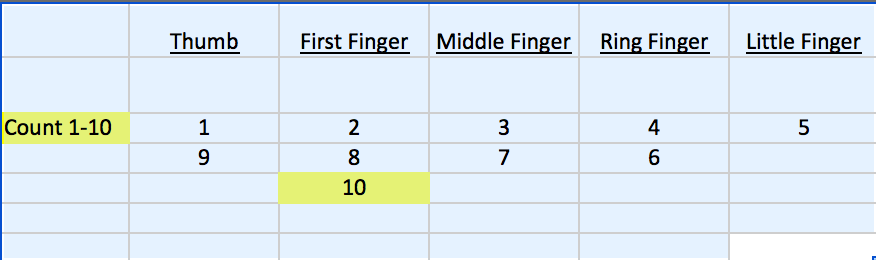 Thumb First Finger Middle Finger Ring Finger Little Finger
Count 1-10 1 2 3 4 5
9 8 7 6
10